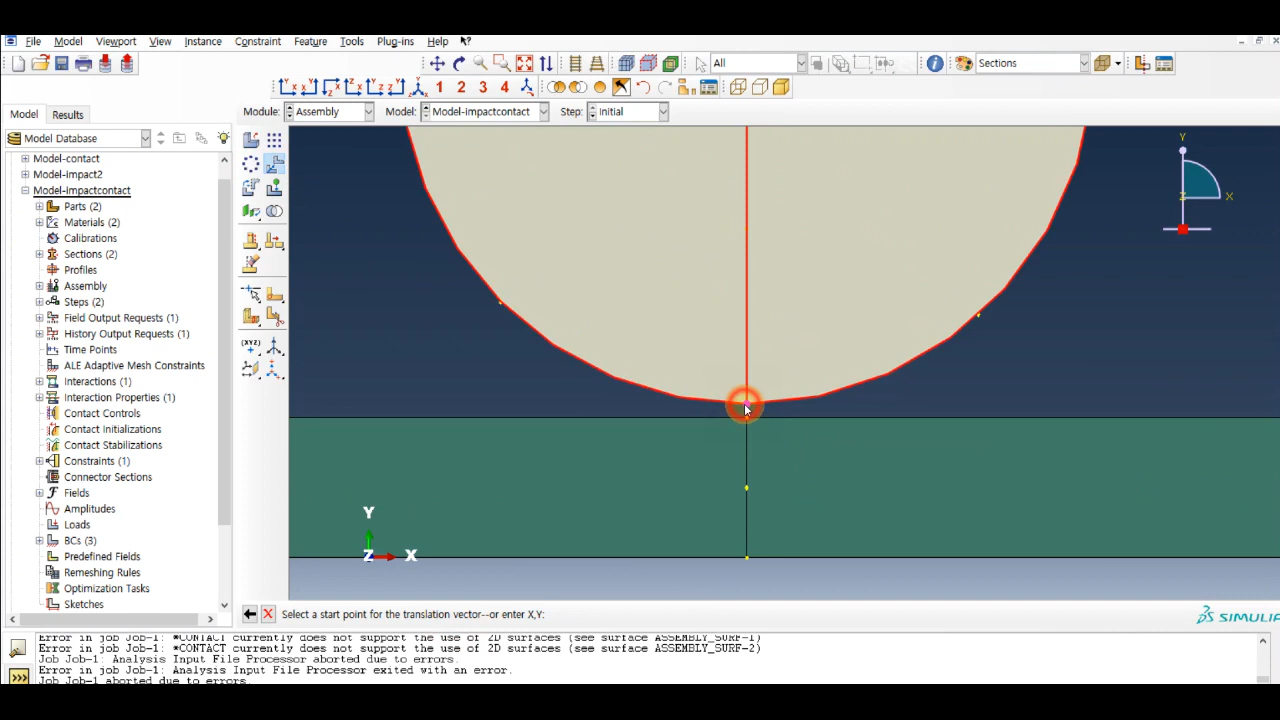 File Model Viewport View Instance Constraint Feature Tools Plug-ins Help
All Sections
1 2 3 4
Model Results Module: Assembly Model: Model-impactcontact Step: Initial
Model Database
Model-contact
Model-impact2
Model-impactcontact
Parts (2)
Materials (2)
Calibrations
Sections (2)
Profiles
Assembly
Steps (2)
Field Output Requests (1)
History Output Requests (1)
Time Points
ALE Adaptive Mesh Constraints
Interactions (1)
Interaction Properties (1)
Contact Controls
Contact Initializations
Contact Stabilizations
Constraints (1)
Connector Sections
Fields
Amplitudes
Loads
BCs (3)
Predefined Fields
Remeshing Rules
Optimization Tasks
Sketches
(XYZ)
Y
Z X
Y
Z X
Select a start point for the translation vector--or enter X,Y:
SIMULIA
Error in job Job-1: *CONTACT currently does not support the use of 2D surfaces (see surface ASSEMBLY_SURF-1)
Error in job Job-1: *CONTACT currently does not support the use of 2D surfaces (see surface ASSEMBLY_SURF-2)
Job Job-1: Analysis Input File Processor aborted due to errors.
Error in job Job-1: Analysis Input File Processor exited with an error.
Job Job-1 aborted due to errors.